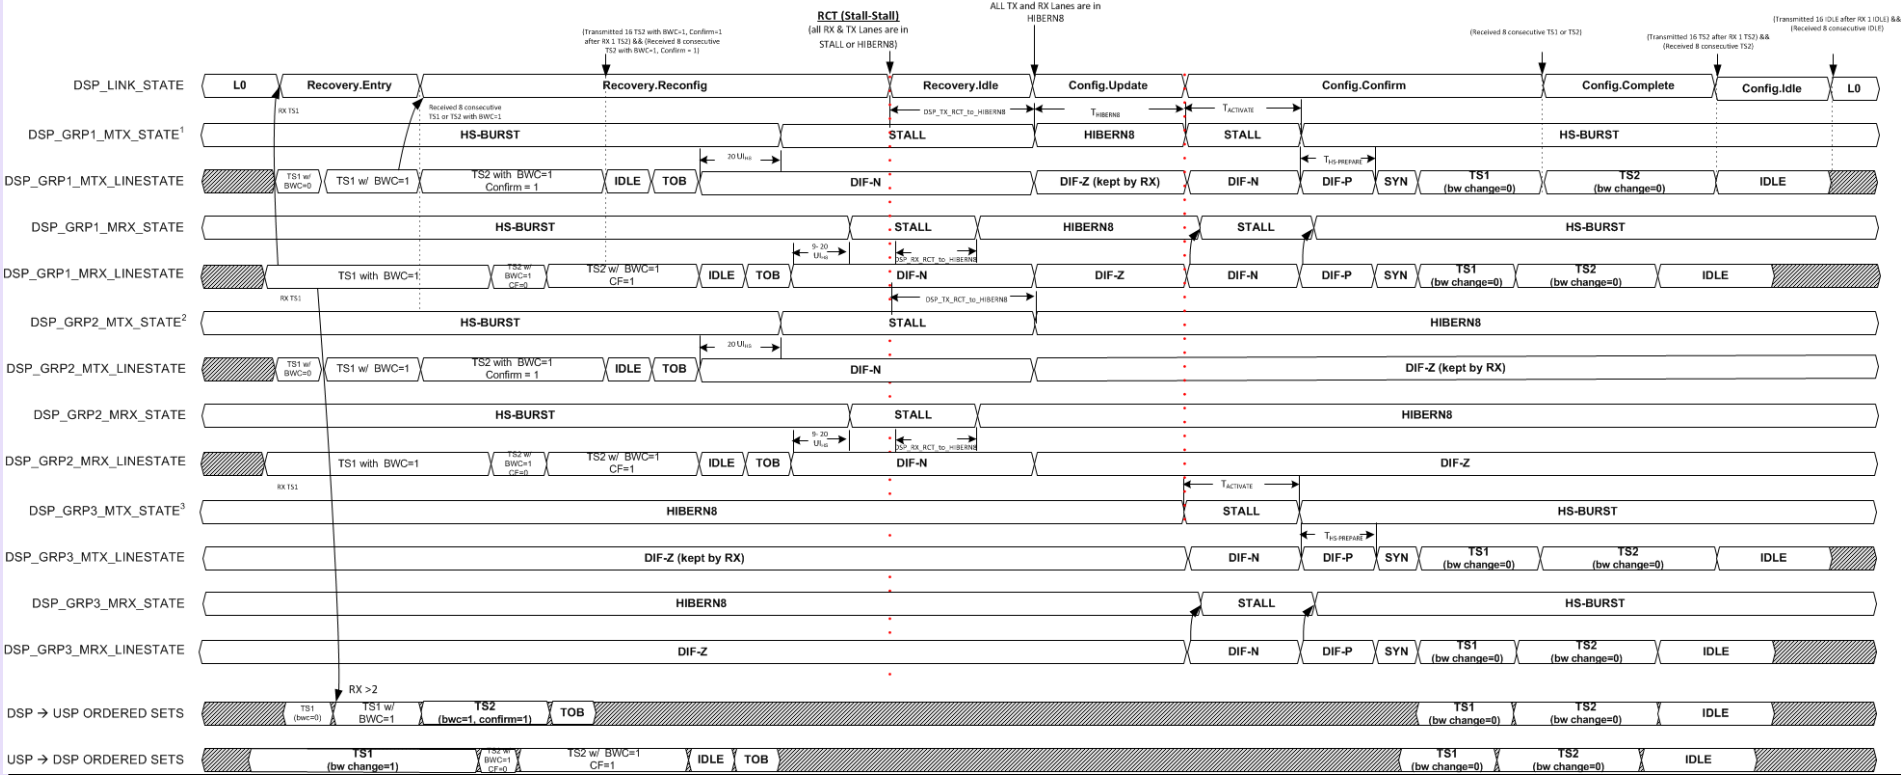 ALL TX and RX Lanes are in
HIBERN8
RCT (Stall-Stall)
(all RX & TX Lanes are in
STALL or HIBERN8)
(Transmitted 16 TS2 with BWC=1, Confirm=1
after RX 1 TS2) && (Received 8 consecutive
TS2 with BWC=1, Confirm = 1)
(Received 8 consecutive TS1 or TS2)
(Transmitted 16 TS2 after RX 1 TS2) &&
(Received 8 consecutive TS2)
(Transmitted 16 IDLE after RX 1 IDLE) &&
(Received 8 consecutive IDLE)
DSP_LINK_STATE L0 Recovery.Entry Recovery.Reconfig Recovery.Idle Config.Update Config.Confirm Config.Complete Config.Idle L0
RX TS1
Received 8 consecutive
TS1 or TS2 with BWC=1
DSP_TX_RCT_to_HIBERN8 THIBERN8 TACTIVATE
DSP_GRP1_MTX_STATE1 HS-BURST STALL HIBERN8 STALL HS-BURST
20 UIHS THS-PREPARE
DSP_GRP1_MTX_LINESTATE TS1 w/ BWC=0 TS1 w/ BWC=1 TS2 with BWC=1 Confirm = 1 IDLE TOB DIF-N DIF-Z (kept by RX) DIF-N DIF-P SYN TS1 (bw change=0) TS2 (bw change=0) IDLE
DSP_GRP1_MRX_STATE HS-BURST STALL HIBERN8 STALL HS-BURST
9- 20 UIHS DSP_RX_RCT_to_HIBERN8
DSP_GRP1_MRX_LINESTATE TS1 with BWC=1 TS2 w/ BWC=1 CF=0 TS2 w/ BWC=1 CF=1 IDLE TOB DIF-N DIF-Z DIF-N DIF-P SYN TS1 (bw change=0) TS2 (bw change=0) IDLE
RX TS1 DSP_TX_RCT_to_HIBERN8
DSP_GRP2_MTX_STATE2 HS-BURST STALL HIBERN8
20 UIHS
DSP_GRP2_MTX_LINESTATE TS1 w/ BWC=0 TS1 w/ BWC=1 TS2 with BWC=1 Confirm = 1 IDLE TOB DIF-N DIF-Z (kept by RX)
DSP_GRP2_MRX_STATE HS-BURST STALL HIBERN8
9- 20 UIHS DSP_RX_RCT_to_HIBERN8
DSP_GRP2_MRX_LINESTATE TS1 with BWC=1 TS2 w/ BWC=1 CF=0 TS2 w/ BWC=1 CF=1 IDLE TOB DIF-N DIF-Z
RX TS1 TACTIVATE
DSP_GRP3_MTX_STATE3 HIBERN8 STALL HS-BURST
THS-PREPARE
DSP_GRP3_MTX_LINESTATE DIF-Z (kept by RX) DIF-N DIF-P SYN TS1 (bw change=0) TS2 (bw change=0) IDLE
DSP_GRP3_MRX_STATE HIBERN8 STALL HS-BURST
DSP_GRP3_MRX_LINESTATE DIF-Z DIF-N DIF-P SYN TS1 (bw change=0) TS2 (bw change=0) IDLE
RX >2
DSP → USP ORDERED SETS TS1 (bwc=0) TS1 w/ BWC=1 TS2 (bwc=1, confirm=1) TOB TS1 (bw change=0) TS2 (bw change=0) IDLE
USP → DSP ORDERED SETS TS1 (bw change=1) TS2 w/ BWC=1 CF=0 TS2 w/ BWC=1 CF=1 IDLE TOB TS1 (bw change=0) TS2 (bw change=0) IDLE